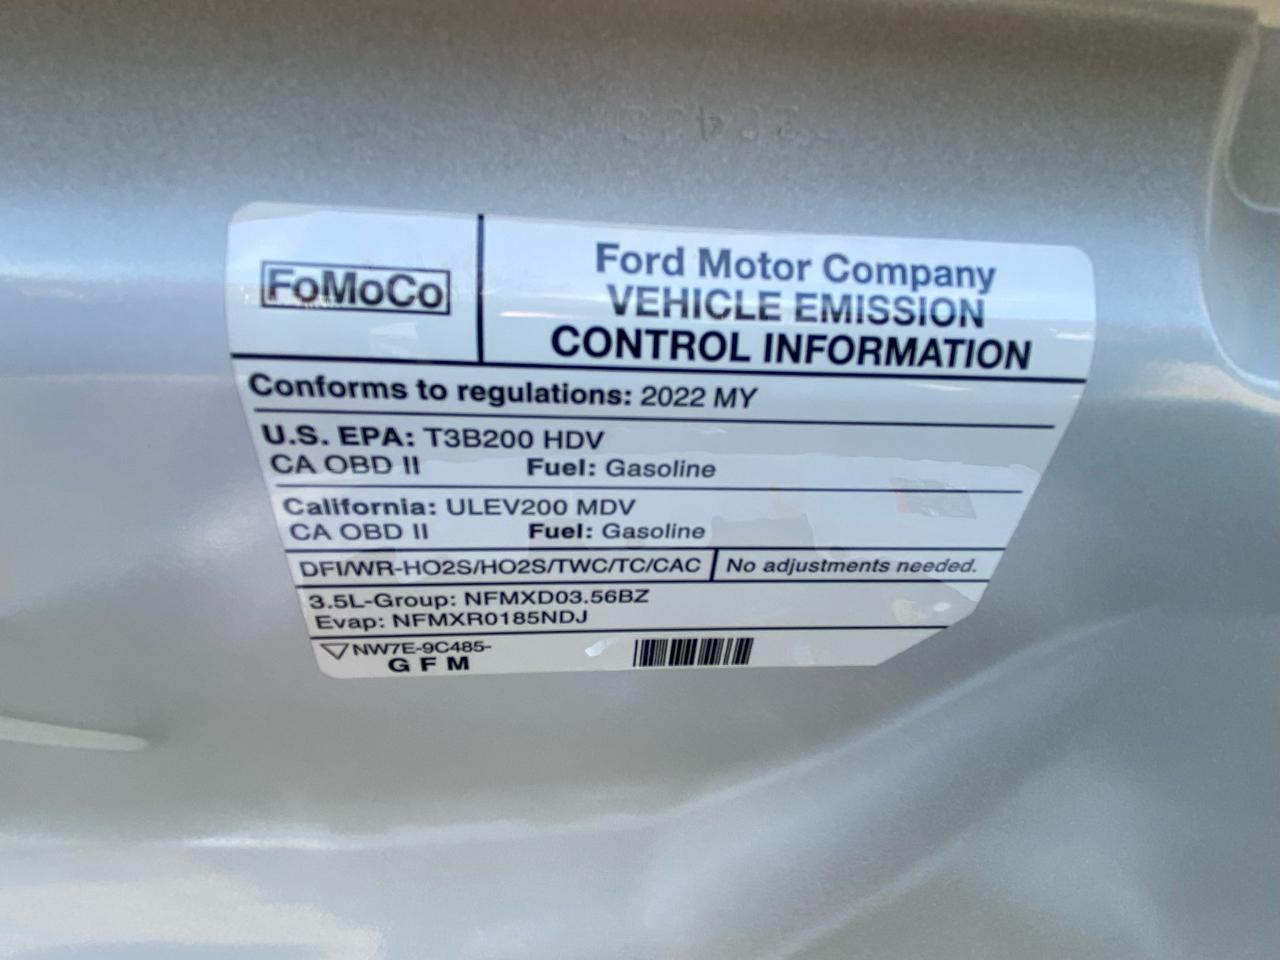 FoMoCo
Ford Motor Company
VEHICLE EMISSION
CONTROL INFORMATION
Conforms to regulations: 2022 MY
U.S. EPA: T3B200 HDV
CA OBD II Fuel: Gasoline
California: ULEV200 MDV
CA OBD II Fuel: Gasoline
DFI/WR-HO2S/HO2S/TWC/TC/CAC No adjustments needed.
3.5L-Group: NFMXD03.56BZ
Evap: NFMXR0185NDJ
NW7E-9C485-
G F M